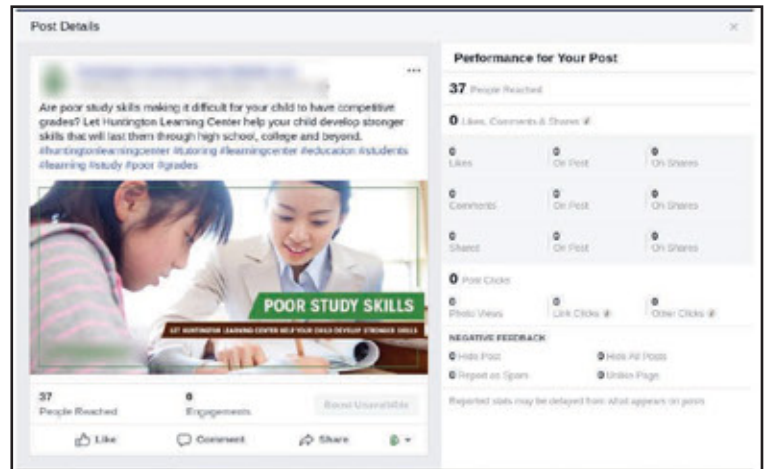 Post Details
Are poor study skills making it difficult for your child to have competitive
grades? Let Huntington Learning Center help your child develop stronger
skills that will last them through high school, college and beyond.
#huntingtonlearningcenter #tutoring #learningcenter #education #students
#learning #study #poor #grades
POOR STUDY SKILLS
LET HUNTINGTON LEARNING CENTER HELP YOUR CHILD DEVELOP STRONGER SKILLS
37
People Reached
0
Engagements
Boost Unavailable
Like
Comment
Share
Performance for Your Post
37 People Reached
0 Likes, Comments & Shares
0 Likes
0 On Post
0 On Shares
0 Comments
0 On Post
0 On Shares
0 Shares
0 On Post
0 On Shares
0 Post Clicks
0 Photo Views
0 Link Clicks
0 Other Clicks
NEGATIVE FEEDBACK
0 Hide Post
0 Hide All Posts
0 Report as Spam
0 Unlike Page
Reported stats may be delayed from what appears on posts